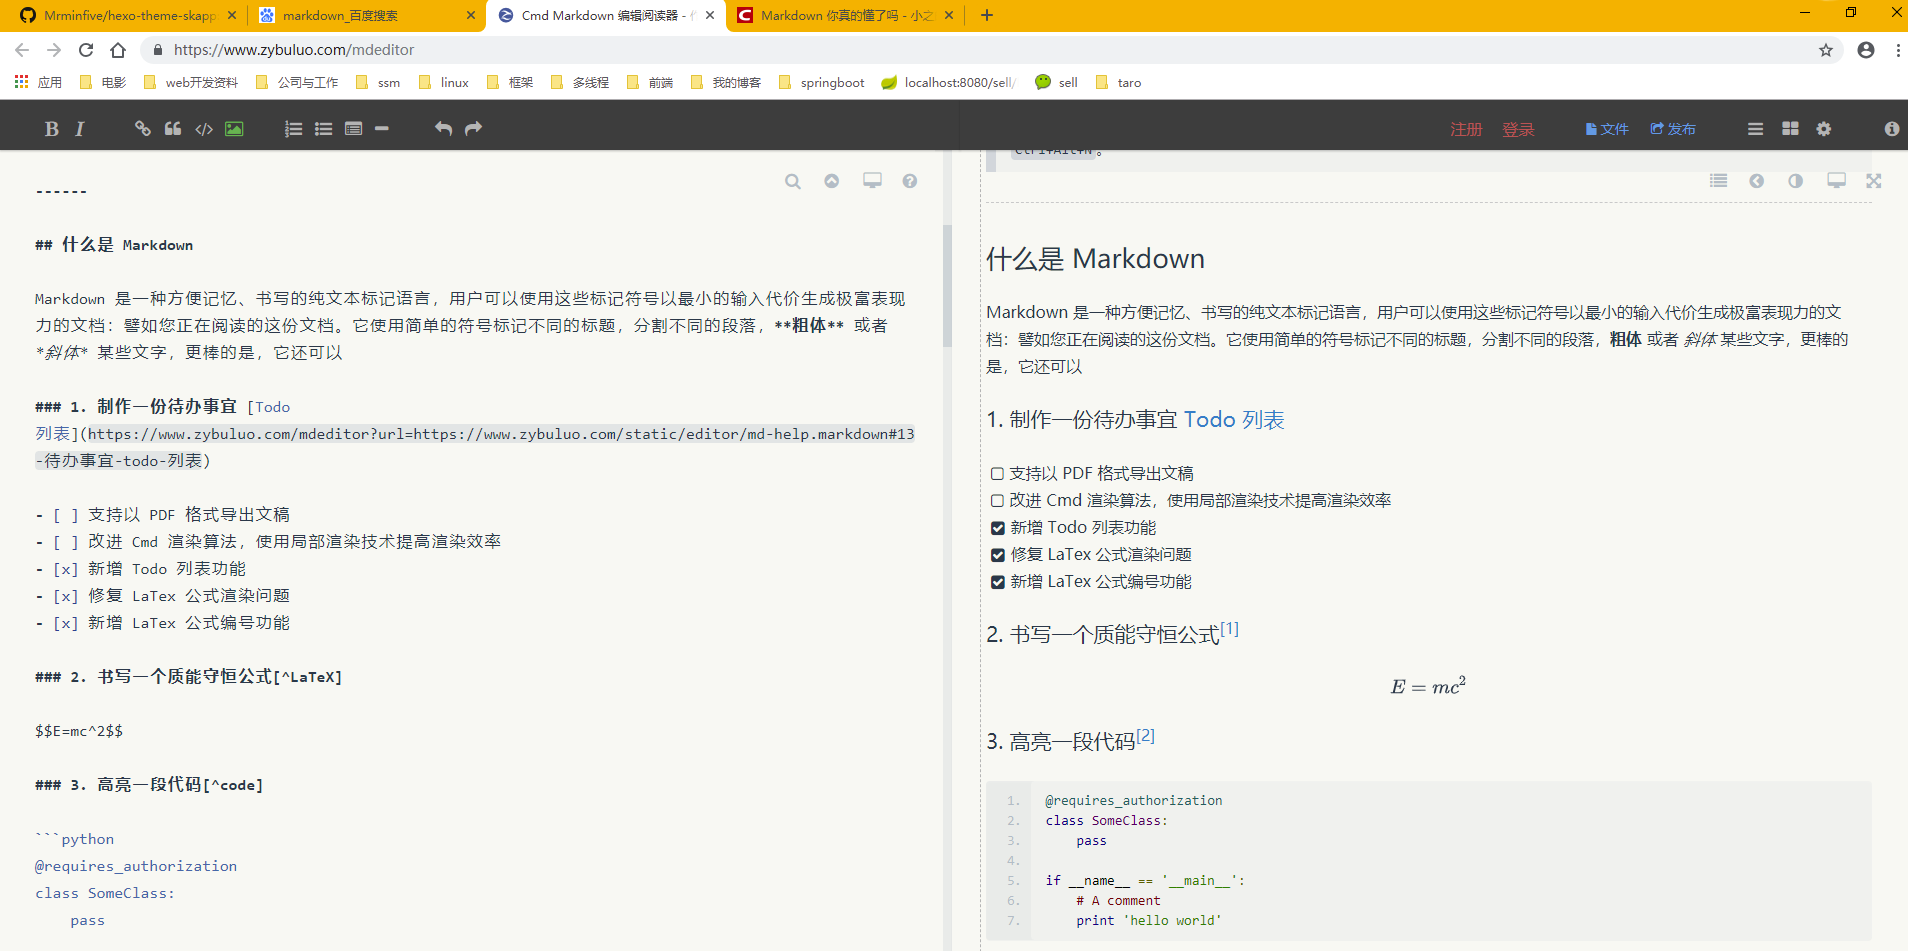 Mrminfive/hexo-theme-skapp
markdown_百度搜索
Cmd Markdown 编辑阅读器 -
Markdown 你真的懂了吗 - 小之
https://www.zybuluo.com/mdeditor
应用 电影 web开发资料 公司与工作 ssm linux 框架 多线程 前端 我的博客 springboot localhost:8080/sell/ sell taro
B I
注册 登录 文件 发布
------
## 什么是 Markdown
Markdown 是一种方便记忆、书写的纯文本标记语言，用户可以使用这些标记符号以最小的输入代价生成极富表现
力的文档：譬如您正在阅读的这份文档。它使用简单的符号标记不同的标题，分割不同的段落，**粗体** 或者
*斜体* 某些文字，更棒的是，它还可以
### 1. 制作一份待办事宜 [Todo
列表](https://www.zybuluo.com/mdeditor?url=https://www.zybuluo.com/static/editor/md-help.markdown#13
-待办事宜-todo-列表)
- [ ] 支持以 PDF 格式导出文稿
- [ ] 改进 Cmd 渲染算法，使用局部渲染技术提高渲染效率
- [x] 新增 Todo 列表功能
- [x] 修复 LaTex 公式渲染问题
- [x] 新增 LaTex 公式编号功能
### 2. 书写一个质能守恒公式[^LaTeX]
$$E=mc^2$$
### 3. 高亮一段代码[^code]
```python
@requires_authorization
class SomeClass:
    pass
Ctrl+Alt+N。
什么是 Markdown
Markdown 是一种方便记忆、书写的纯文本标记语言，用户可以使用这些标记符号以最小的输入代价生成极富表现力的文
档：譬如您正在阅读的这份文档。它使用简单的符号标记不同的标题，分割不同的段落，粗体 或者 斜体 某些文字，更棒的
是，它还可以
1. 制作一份待办事宜 Todo 列表
支持以 PDF 格式导出文稿
改进 Cmd 渲染算法，使用局部渲染技术提高渲染效率
新增 Todo 列表功能
修复 LaTex 公式渲染问题
新增 LaTex 公式编号功能
2. 书写一个质能守恒公式[1]
E = mc²
3. 高亮一段代码[2]
1. @requires_authorization
2. class SomeClass:
3.     pass
4.
5. if __name__ == '__main__':
6.     # A comment
7.     print 'hello world'